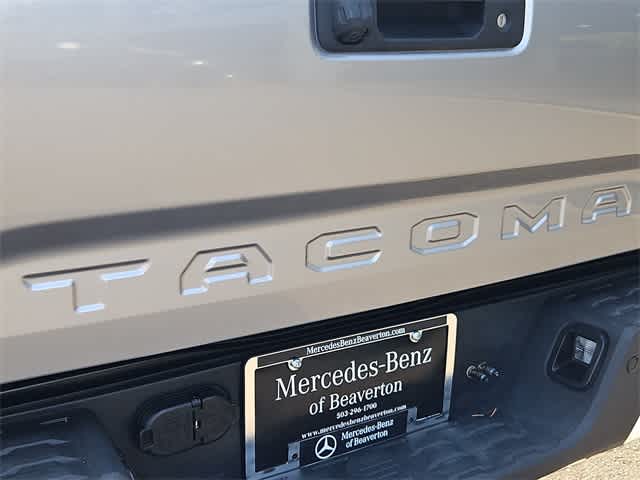 TACOMA
MercedesBenzBeaverton.com
Mercedes-Benz
of Beaverton
503-296-1700
www.mercedesbenzbeaverton.com
Mercedes-Benz
of Beaverton